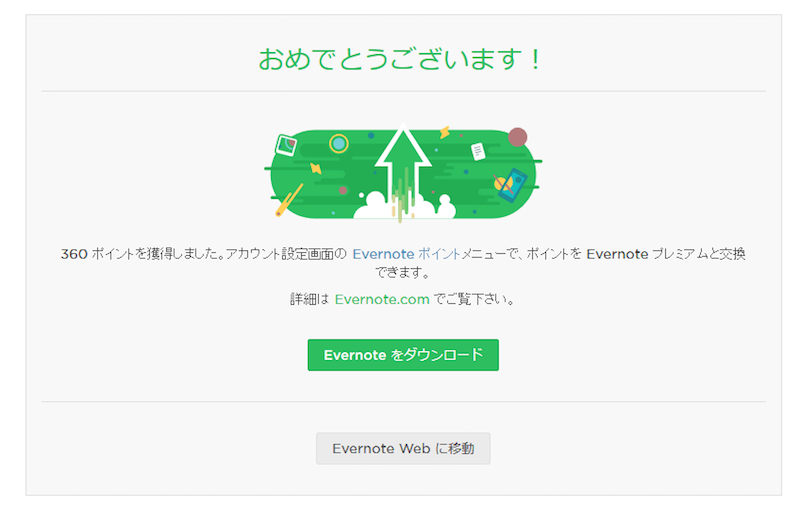 おめでとうございます！
360 ポイントを獲得しました。アカウント設定画面の Evernote ポイントメニューで、ポイントを Evernote プレミアムと交換
できます。
詳細は Evernote.com でご覧下さい。
Evernote をダウンロード
Evernote Web に移動